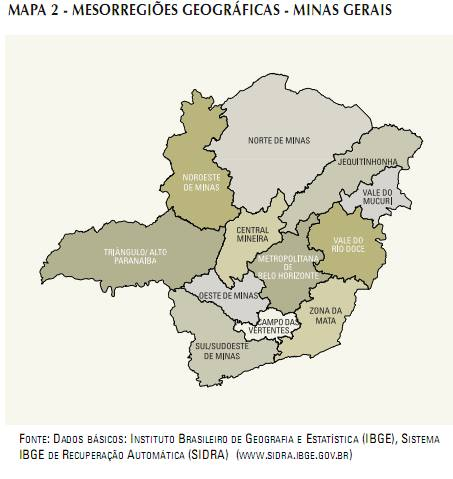 MAPA 2 - MESORREGIÕES GEOGRÁFICAS - MINAS GERAIS
NORTE DE MINAS
JEQUITINHONHA
NOROESTE
DE MINAS
VALE DO
MUCURI
CENTRAL
MINEIRA
VALE DO
RIO DOCE
TRIÂNGULO/ ALTO
PARANAIBA
METROPOLITANA
DE
BELO HORIZONTE
OESTE DE MINAS
ZONA DA
MATA
CAMPO DAS
VERTENTES
SUL/SUDOESTE
DE MINAS
FONTE: DADOS BÁSICOS: INSTITUTO BRASILEIRO DE GEOGRAFIA E ESTATÍSTICA (IBGE), SISTEMA
IBGE DE RECUPERAÇÃO AUTOMÁTICA (SIDRA) (WWW.SIDRA.IBGE.GOV.BR)